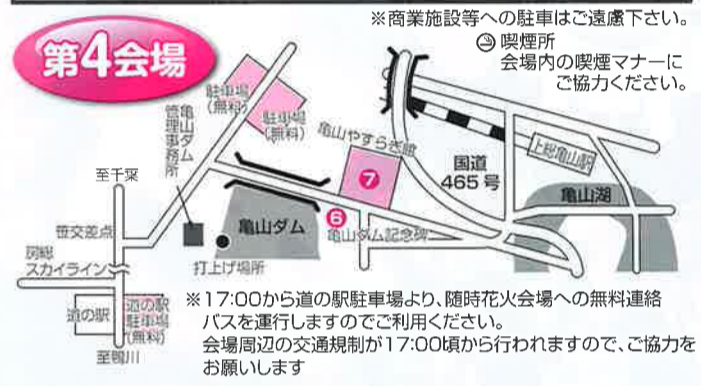 ※商業施設等への駐車はご遠慮下さい。
喫煙所
会場内の喫煙マナーに
ご協力ください。
第4会場
駐車場
(無料)
駐車場
(無料)
亀山ダム
管理事務所
亀山やすらぎ館
7
国道
465号
上総亀山駅
亀山湖
至千葉
笹交差点
亀山ダム
6
亀山ダム記念碑
打上げ場所
房総
スカイライン
道の駅
道の駅
駐車場
(無料)
至鴨川
※17:00から道の駅駐車場より、随時花火会場への無料連絡
バスを運行しますのでご利用ください。
会場周辺の交通規制が17:00頃から行われますので、ご協力を
お願いします